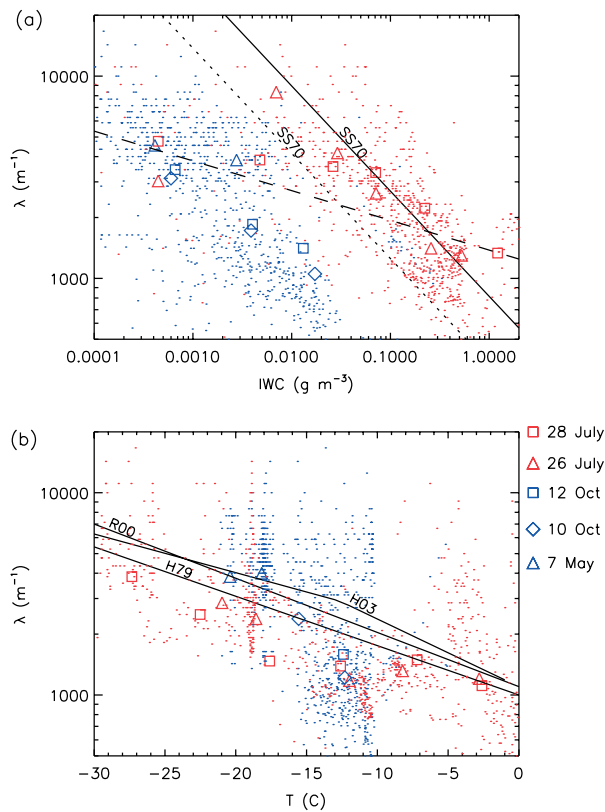 (a)
10000
1000
λ (m⁻¹)
SS70
SS70
0.0001 0.0010 0.0100 0.1000 1.0000
IWC (g m⁻³)
(b)
10000
1000
λ (m⁻¹)
R00
H79
H03
-30 -25 -20 -15 -10 -5 0
T (C)
28 July
26 July
12 Oct
10 Oct
7 May